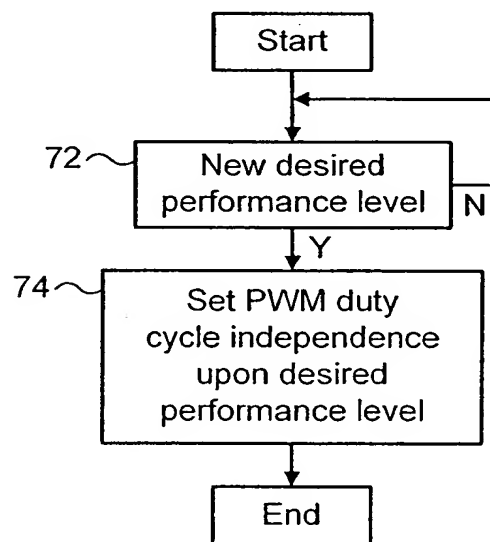 Start
72
New desired
performance level
N
Y
74
Set PWM duty
cycle independence
upon desired
performance level
End